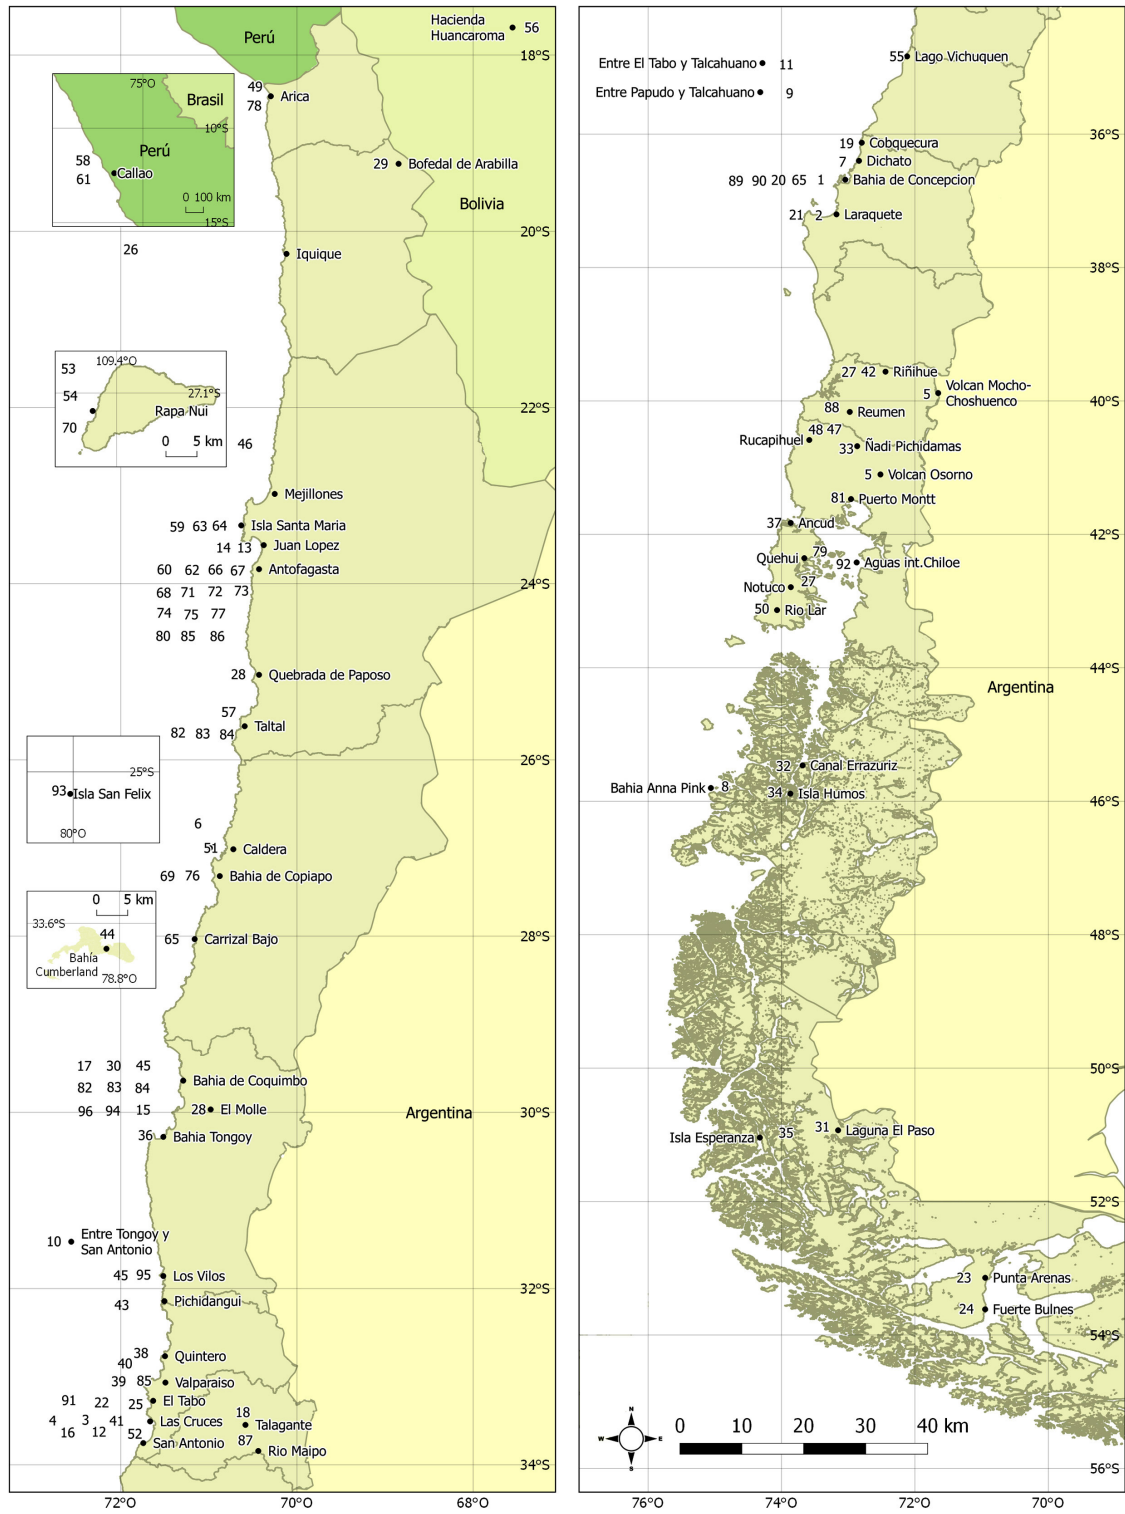 Perú
Hacienda
Huancaroma
56
18°S
49
78
Arica
75°O
Brasil
10°S
Perú
58
61
Callao
0 100 km
15°S
29
Bofedal de Arabilla
Bolivia
20°S
26
Iquique
53
109.4°O
54
27.1°S
Rapa Nui
70
0 5 km
22°S
46
Mejillones
59 63 64
Isla Santa Maria
14 13
Juan Lopez
60 62 66 67
Antofagasta
24°S
68 71 72 73
74 75 77
80 85 86
28
Quebrada de Paposo
57
82 83 84
Taltal
26°S
25°S
93
Isla San Felix
80°O
6
51
Caldera
69 76
Bahia de Copiapo
0 5 km
33.6°S
44
Bahía
Cumberland
78.8°O
65
Carrizal Bajo
28°S
17 30 45
82 83 84
96 94 15
Bahia de Coquimbo
28
El Molle
30°S
Argentina
36
Bahia Tongoy
10
Entre Tongoy y
San Antonio
45 95
Los Vilos
32°S
43
Pichidangui
38
40
Quintero
39 85
Valparaiso
91 22 25
El Tabo
4 3 41
Las Cruces
16 12 52
San Antonio
18
Talagante
87
Rio Maipo
34°S
72°O 70°O 68°O
55
Lago Vichuquen
Entre El Tabo y Talcahuano
11
Entre Papudo y Talcahuano
9
36°S
19
Cobquecura
7
Dichato
89 90 20 65 1
Bahia de Concepcion
21 2
Laraquete
38°S
27 42
Riñihue
5
Volcan Mocho-
Choshuenco
40°S
88
Reumen
48 47
Rucapihuel
33
Ñadi Pichidamas
5
Volcan Osorno
81
Puerto Montt
37
Ancud
42°S
Quehui
79
92
Aguas int.Chiloe
Notuco
27
50
Rio Lar
44°S
Argentina
32
Canal Errazuriz
Bahia Anna Pink
8
34
Isla Humos
46°S
48°S
50°S
Isla Esperanza
35
31
Laguna El Paso
52°S
23
Punta Arenas
24
Fuerte Bulnes
54°S
N
W E
S
0 10 20 30 40 km
56°S
76°O 74°O 72°O 70°O